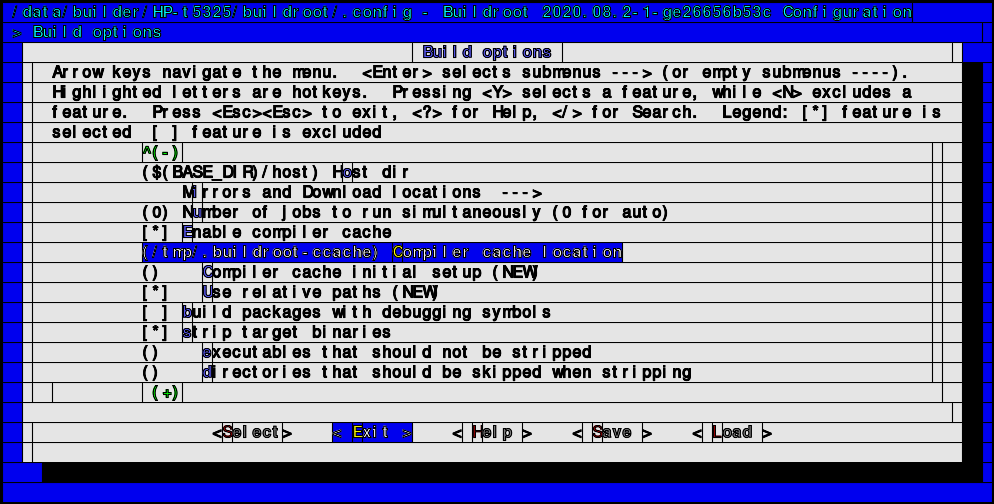 /data/builder/HP-t5325/buildroot/.config - Buildroot 2020.08.2-1-ge26656b53c Configuration
> Build options
Build options
Arrow keys navigate the menu.  <Enter> selects submenus ---> (or empty submenus ----).
Highlighted letters are hotkeys.  Pressing <Y> selects a feature, while <N> excludes a
feature.  Press <Esc><Esc> to exit, <?> for Help, </> for Search.  Legend: [*] feature is
selected  [ ] feature is excluded
^(-)
($(BASE_DIR)/host) Host dir
Mirrors and Download locations  --->
(0) Number of jobs to run simultaneously (0 for auto)
[*] Enable compiler cache
(/tmp/.buildroot-ccache) Compiler cache location
()    Compiler cache initial setup (NEW)
[*]   Use relative paths (NEW)
[ ] build packages with debugging symbols
[*] strip target binaries
()    executables that should not be stripped
()    directories that should be skipped when stripping
(+)
<Select>    < Exit >    < Help >    < Save >    < Load >